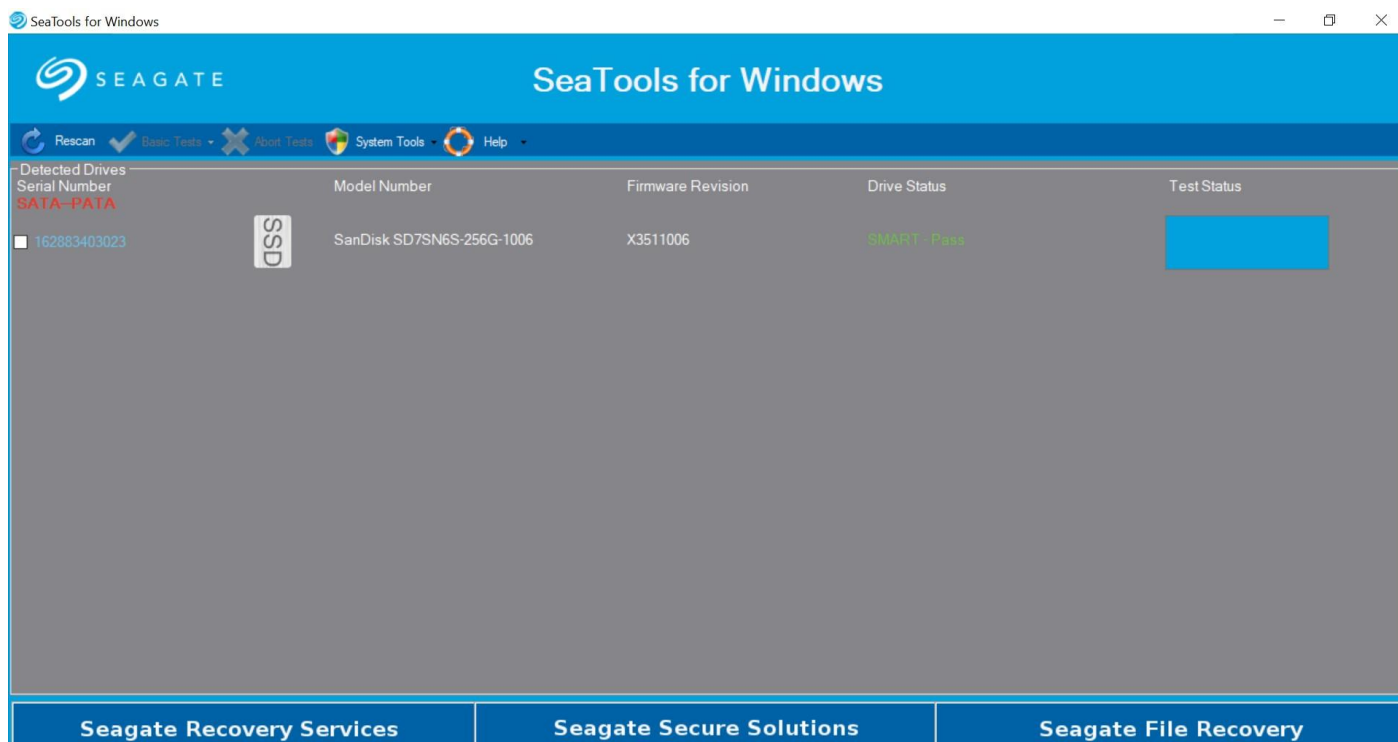 SeaTools for Windows
SEAGATE
SeaTools for Windows
Rescan Basic Tests Abort Tests System Tools Help
Detected Drives
Serial Number Model Number Firmware Revision Drive Status Test Status
SATA-PATA
162883403023 SSD SanDisk SD7SN6S-256G-1006 X3511006 SMART - Pass
Seagate Recovery Services Seagate Secure Solutions Seagate File Recovery